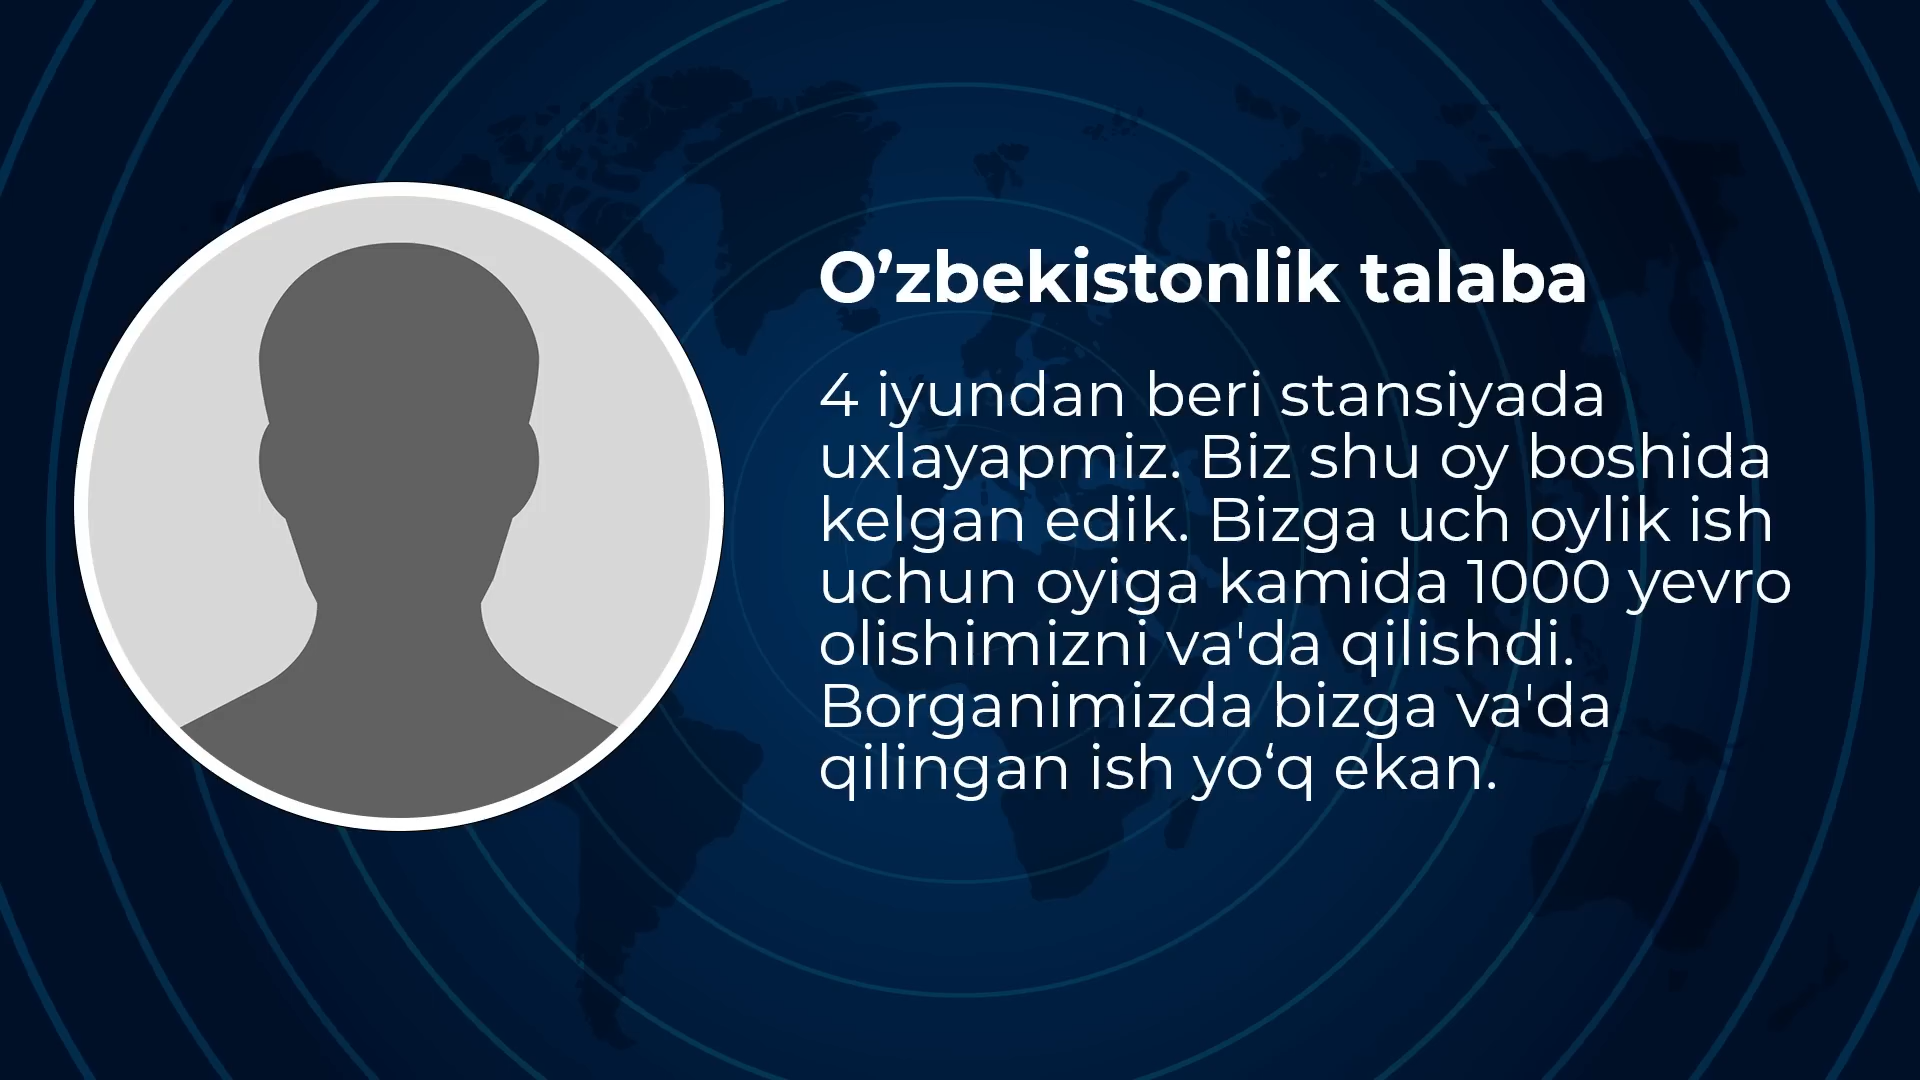 O’zbekistonlik talaba
4 iyundan beri stansiyada
uxlayapmiz. Biz shu oy boshida
kelgan edik. Bizga uch oylik ish
uchun oyiga kamida 1000 yevro
olishimizni va'da qilishdi.
Borganimizda bizga va'da
qilingan ish yo‘q ekan.